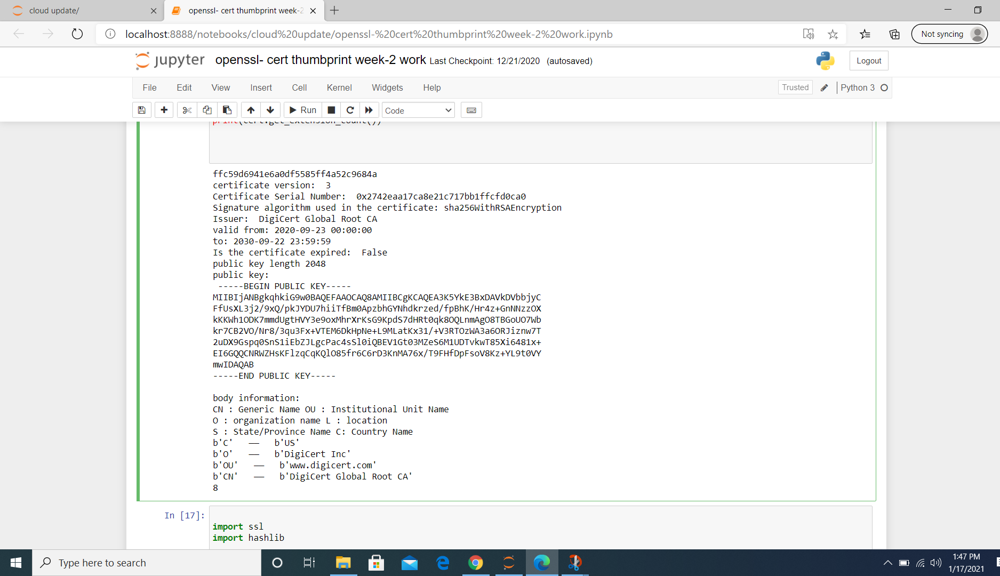 cloud update/
openssl- cert thumbprint week-2
localhost:8888/notebooks/cloud%20update/openssl-%20cert%20thumbprint%20week-2%20work.ipynb
Not syncing
jupyter openssl- cert thumbprint week-2 work Last Checkpoint: 12/21/2020 (autosaved)
Logout
File Edit View Insert Cell Kernel Widgets Help
Trusted Python 3
Run Code
print(cert.get_extension_count())
ffc59d6941e6a0df5585ff4a52c9684a
certificate version:  3
Certificate Serial Number:  0x2742eaa17ca8e21c717bb1ffcfd0ca0
Signature algorithm used in the certificate: sha256WithRSAEncryption
Issuer:  DigiCert Global Root CA
valid from: 2020-09-23 00:00:00
to: 2030-09-22 23:59:59
Is the certificate expired:  False
public key length 2048
public key:
-----BEGIN PUBLIC KEY-----
MIIBIjANBgkqhkiG9w0BAQEFAAOCAQ8AMIIBCgKCAQEA3K5YkE3BxDAVkDVbbjyC
FfUsXL3j2/9xQ/pkJYDU7hiiTfBm0ApzbhGYNhdkrzed/fpBhK/Hr4z+GnNNzzOX
kKKWh1ODK7mmdUgtHVY3e9oxMhrXrKsG9KpdS7dHRt0qk8OQLnmAgO8TBGoUO7Wb
kr7CB2VO/Nr8/3qu3Fx+VTEM6DkHpNe+L9MLatKx31/+V3RTOzWA3a6ORJiznw7T
2uDX9Gspq0SnS1iEbZJLgcPac4sSl0iQBEV1Gt03MZeS6M1UDTvkwT85Xi6481x+
EI6GQQCNRWZHsKFlzqCqKQlO85fr6C6rD3KnMA76x/T9FHfDpFsoV8Kz+YL9t0VY
mwIDAQAB
-----END PUBLIC KEY-----
body information:
CN : Generic Name OU : Institutional Unit Name
O : organization name L : location
S : State/Province Name C: Country Name
b'C'   ——   b'US'
b'O'   ——   b'DigiCert Inc'
b'OU'   ——   b'www.digicert.com'
b'CN'   ——   b'DigiCert Global Root CA'
8
In [17]:
import ssl
import hashlib
Type here to search
1:47 PM
1/17/2021